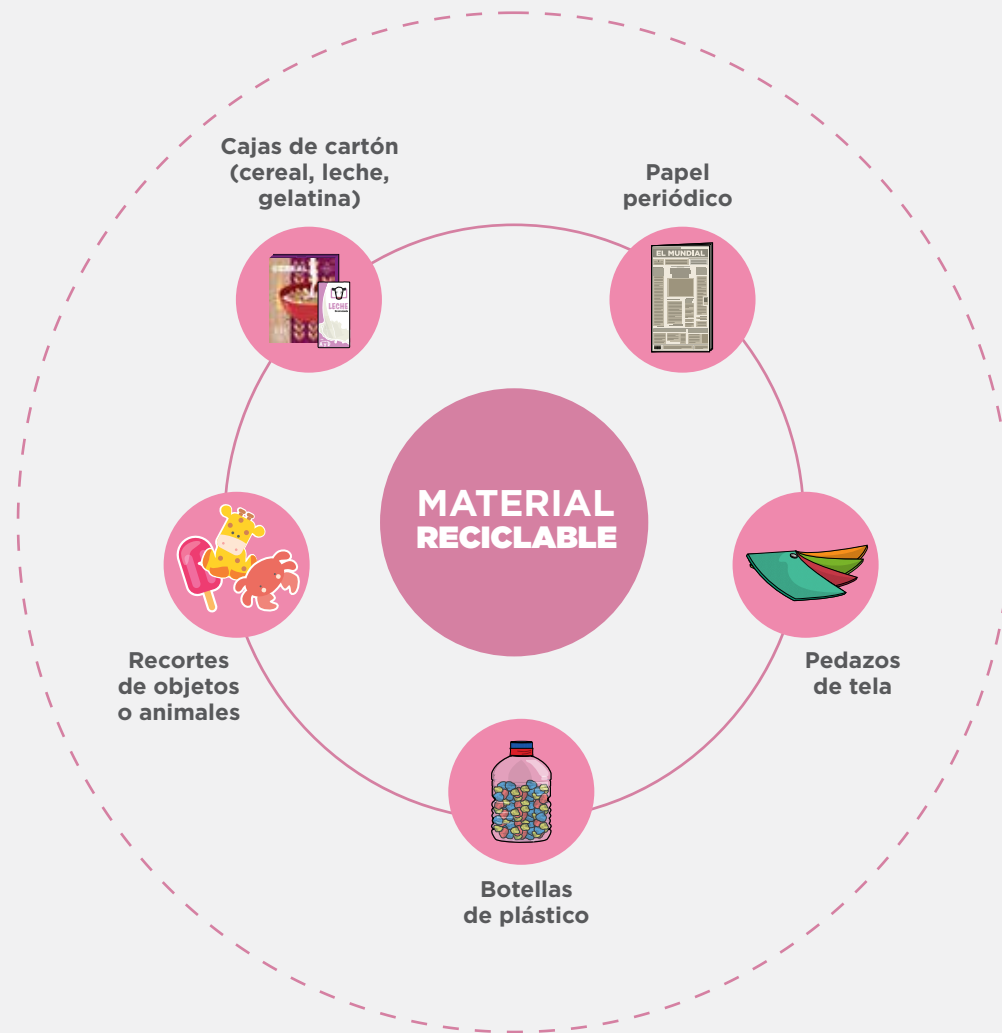 Cajas de cartón
(cereal, leche,
gelatina)
Papel
periódico
EL MUNDIAL
LECHE
MATERIAL
RECICLABLE
Recortes
de objetos
o animales
Pedazos
de tela
Botellas
de plástico